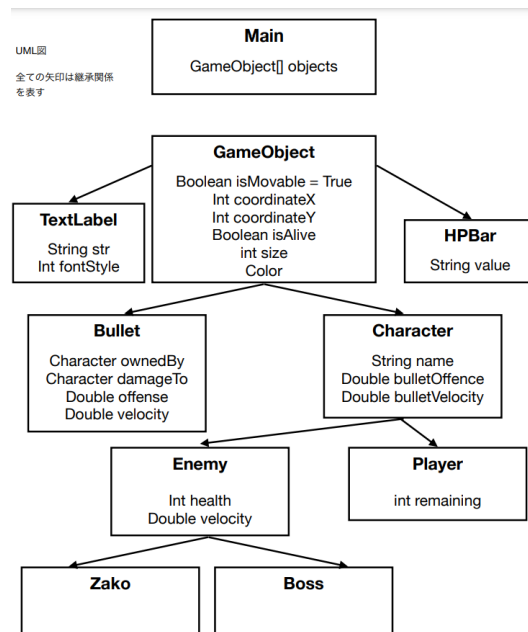 UML図
全ての矢印は継承関係
を表す
Main
GameObject[] objects
GameObject
Boolean isMovable = True
Int coordinateX
Int coordinateY
Boolean isAlive
int size
Color
TextLabel
String str
Int fontStyle
HPBar
String value
Bullet
Character ownedBy
Character damageTo
Double offense
Double velocity
Character
String name
Double bulletOffence
Double bulletVelocity
Enemy
Int health
Double velocity
Player
int remaining
Zako
Boss